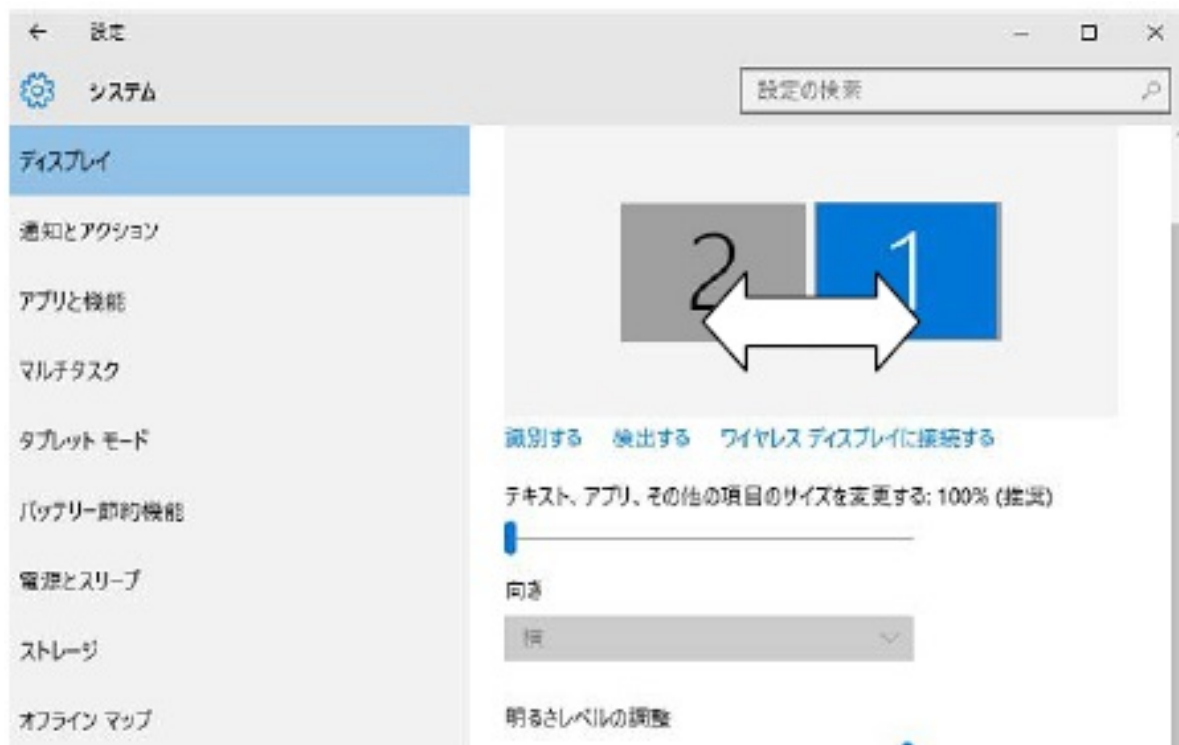 設定
システム
設定の検索
ディスプレイ
通知とアクション
アプリと機能
マルチタスク
タブレット モード
バッテリー節約機能
電源とスリープ
ストレージ
オフライン マップ
2 1
識別する 検出する ワイヤレス ディスプレイに接続する
テキスト、アプリ、その他の項目のサイズを変更する: 100% (推奨)
向き
横
明るさレベルの調整